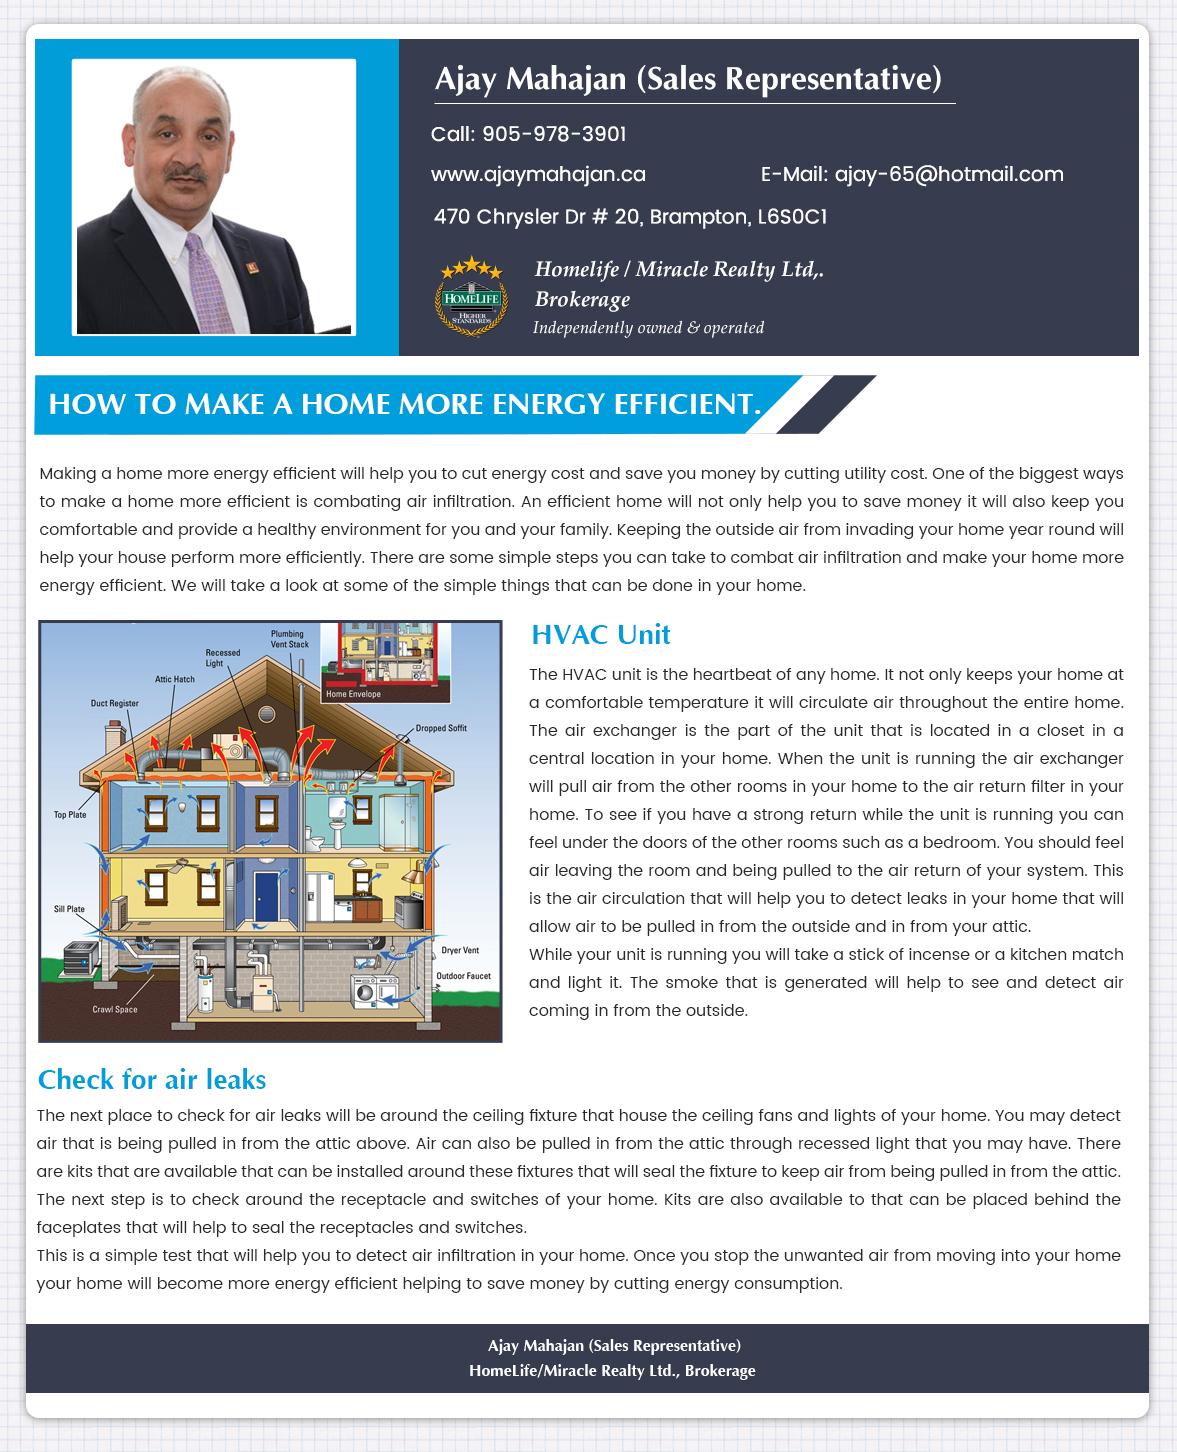 Ajay Mahajan (Sales Representative)
Call: 905-978-3901
www.ajaymahajan.ca
E-Mail: ajay-65@hotmail.com
470 Chrysler Dr # 20, Brampton, L6S0C1
HOMELIFE
HIGHER
STANDARDS
Homelife / Miracle Realty Ltd,.
Brokerage
Independently owned & operated
HOW TO MAKE A HOME MORE ENERGY EFFICIENT.
Making a home more energy efficient will help you to cut energy cost and save you money by cutting utility cost. One of the biggest ways
to make a home more efficient is combating air infiltration. An efficient home will not only help you to save money it will also keep you
comfortable and provide a healthy environment for you and your family. Keeping the outside air from invading your home year round will
help your house perform more efficiently. There are some simple steps you can take to combat air infiltration and make your home more
energy efficient. We will take a look at some of the simple things that can be done in your home.
Plumbing
Vent Stack
Recessed
Light
Attic Hatch
Duct Register
Home Envelope
Dropped Soffit
Top Plate
Sill Plate
Dryer Vent
Outdoor Faucet
Crawl Space
HVAC Unit
The HVAC unit is the heartbeat of any home. It not only keeps your home at
a comfortable temperature it will circulate air throughout the entire home.
The air exchanger is the part of the unit that is located in a closet in a
central location in your home. When the unit is running the air exchanger
will pull air from the other rooms in your home to the air return filter in your
home. To see if you have a strong return while the unit is running you can
feel under the doors of the other rooms such as a bedroom. You should feel
air leaving the room and being pulled to the air return of your system. This
is the air circulation that will help you to detect leaks in your home that will
allow air to be pulled in from the outside and in from your attic.
While your unit is running you will take a stick of incense or a kitchen match
and light it. The smoke that is generated will help to see and detect air
coming in from the outside.
Check for air leaks
The next place to check for air leaks will be around the ceiling fixture that house the ceiling fans and lights of your home. You may detect
air that is being pulled in from the attic above. Air can also be pulled in from the attic through recessed light that you may have. There
are kits that are available that can be installed around these fixtures that will seal the fixture to keep air from being pulled in from the attic.
The next step is to check around the receptacle and switches of your home. Kits are also available to that can be placed behind the
faceplates that will help to seal the receptacles and switches.
This is a simple test that will help you to detect air infiltration in your home. Once you stop the unwanted air from moving into your home
your home will become more energy efficient helping to save money by cutting energy consumption.
Ajay Mahajan (Sales Representative)
HomeLife/Miracle Realty Ltd., Brokerage